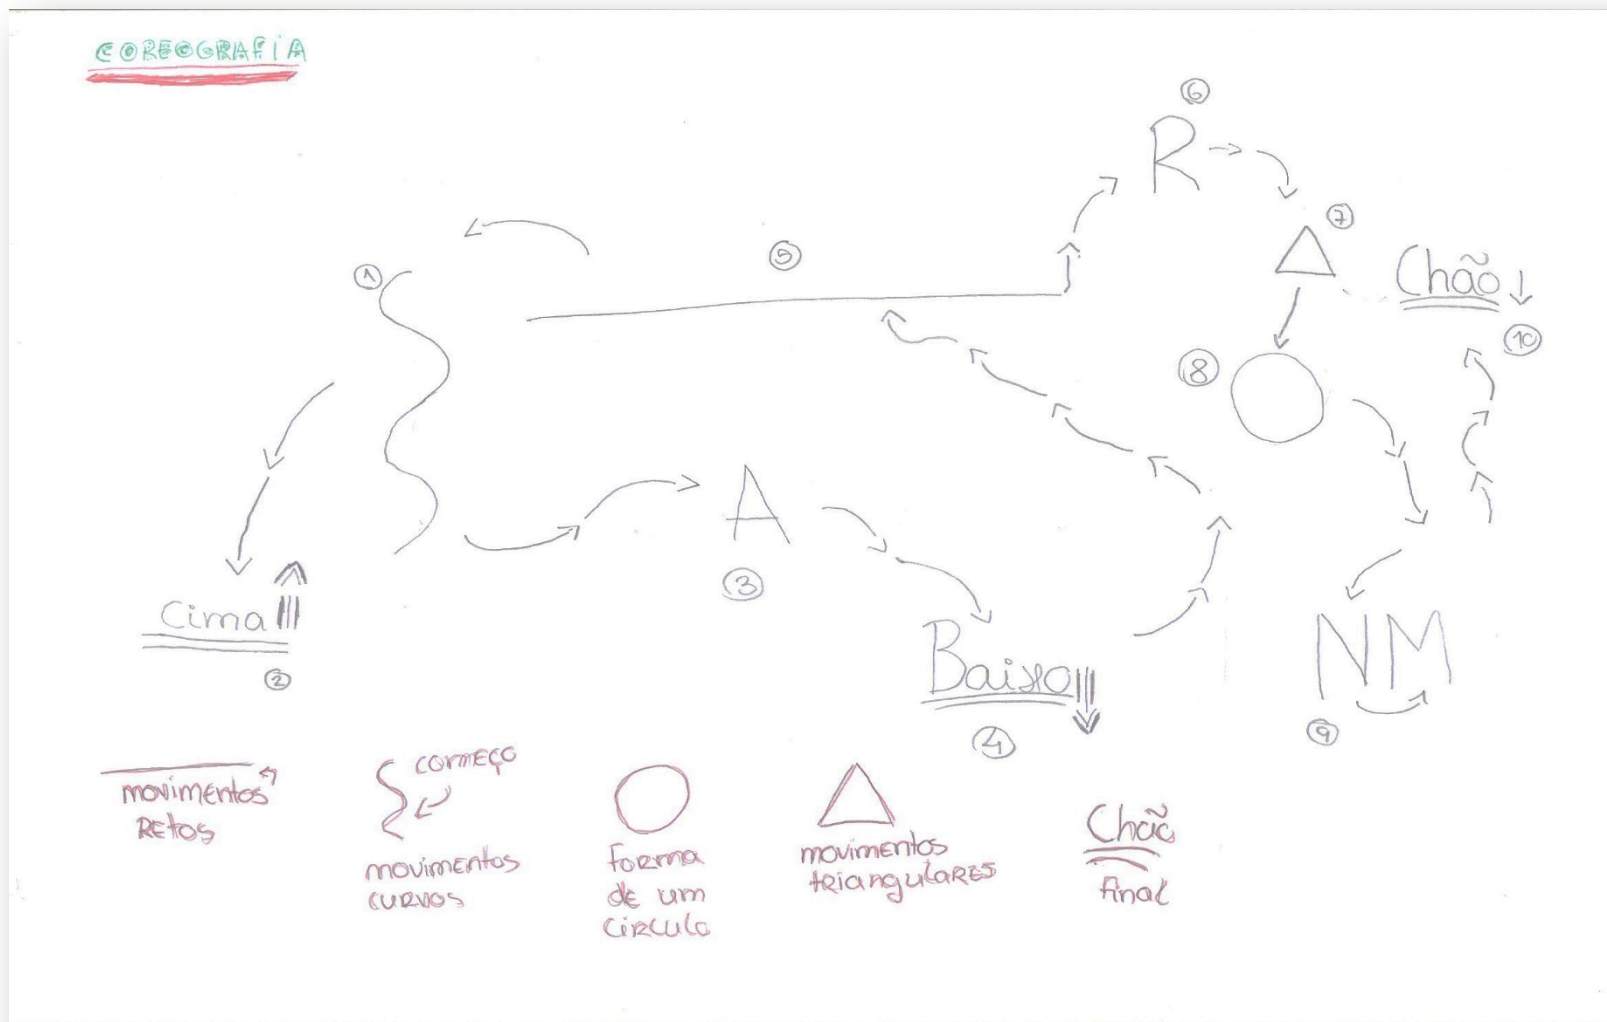 COREOGRAFIA
6
R
7
1
5
Chão
10
8
A
3
Cima
2
Baixo
4
NM
9
movimentos
REtos
começo
movimentos
curvos
forma
de um
círculo
movimentos
triangulares
Chão
final